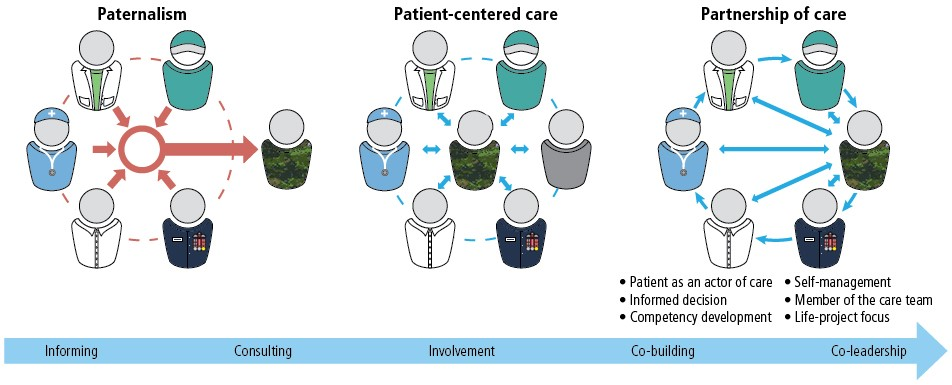 Paternalism
Patient-centered care
Partnership of care
• Patient as an actor of care
• Informed decision
• Competency development
• Self-management
• Member of the care team
• Life-project focus
Informing
Consulting
Involvement
Co-building
Co-leadership